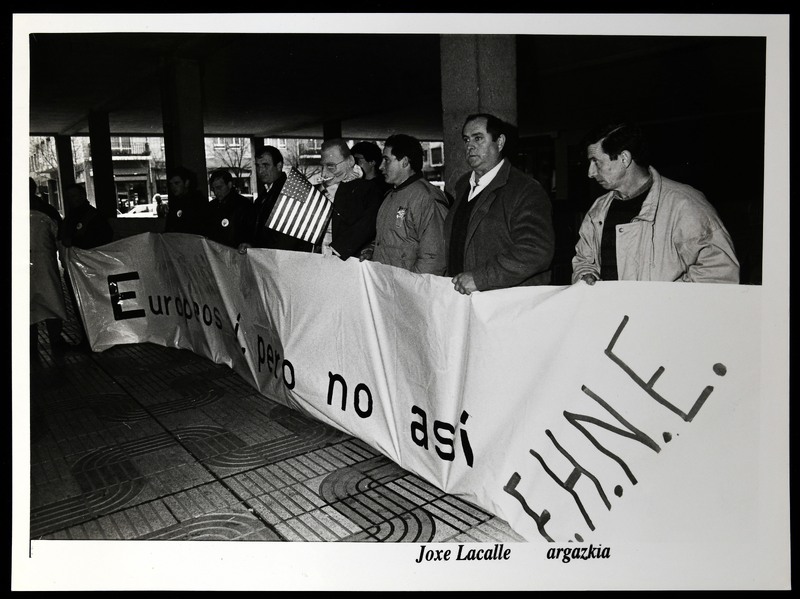 Europeos sí, pero no así
E.H.N.E.
Joxe Lacalle argazkia